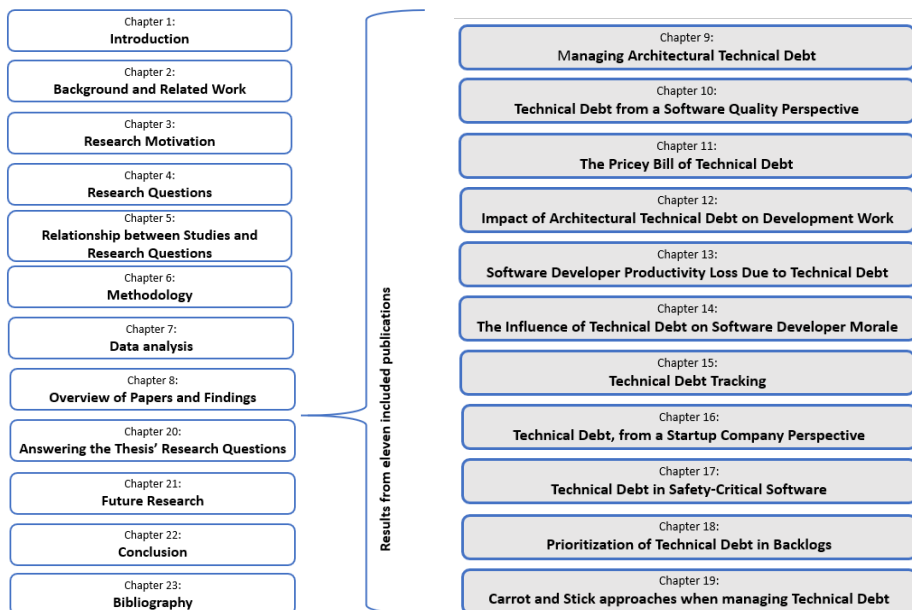 Chapter 1:
Introduction
Chapter 2:
Background and Related Work
Chapter 3:
Research Motivation
Chapter 4:
Research Questions
Chapter 5:
Relationship between Studies and
Research Questions
Chapter 6:
Methodology
Chapter 7:
Data analysis
Chapter 8:
Overview of Papers and Findings
Chapter 20:
Answering the Thesis’ Research Questions
Chapter 21:
Future Research
Chapter 22:
Conclusion
Chapter 23:
Bibliography
Results from eleven included publications
Chapter 9:
Managing Architectural Technical Debt
Chapter 10:
Technical Debt from a Software Quality Perspective
Chapter 11:
The Pricey Bill of Technical Debt
Chapter 12:
Impact of Architectural Technical Debt on Development Work
Chapter 13:
Software Developer Productivity Loss Due to Technical Debt
Chapter 14:
The Influence of Technical Debt on Software Developer Morale
Chapter 15:
Technical Debt Tracking
Chapter 16:
Technical Debt, from a Startup Company Perspective
Chapter 17:
Technical Debt in Safety-Critical Software
Chapter 18:
Prioritization of Technical Debt in Backlogs
Chapter 19:
Carrot and Stick approaches when managing Technical Debt